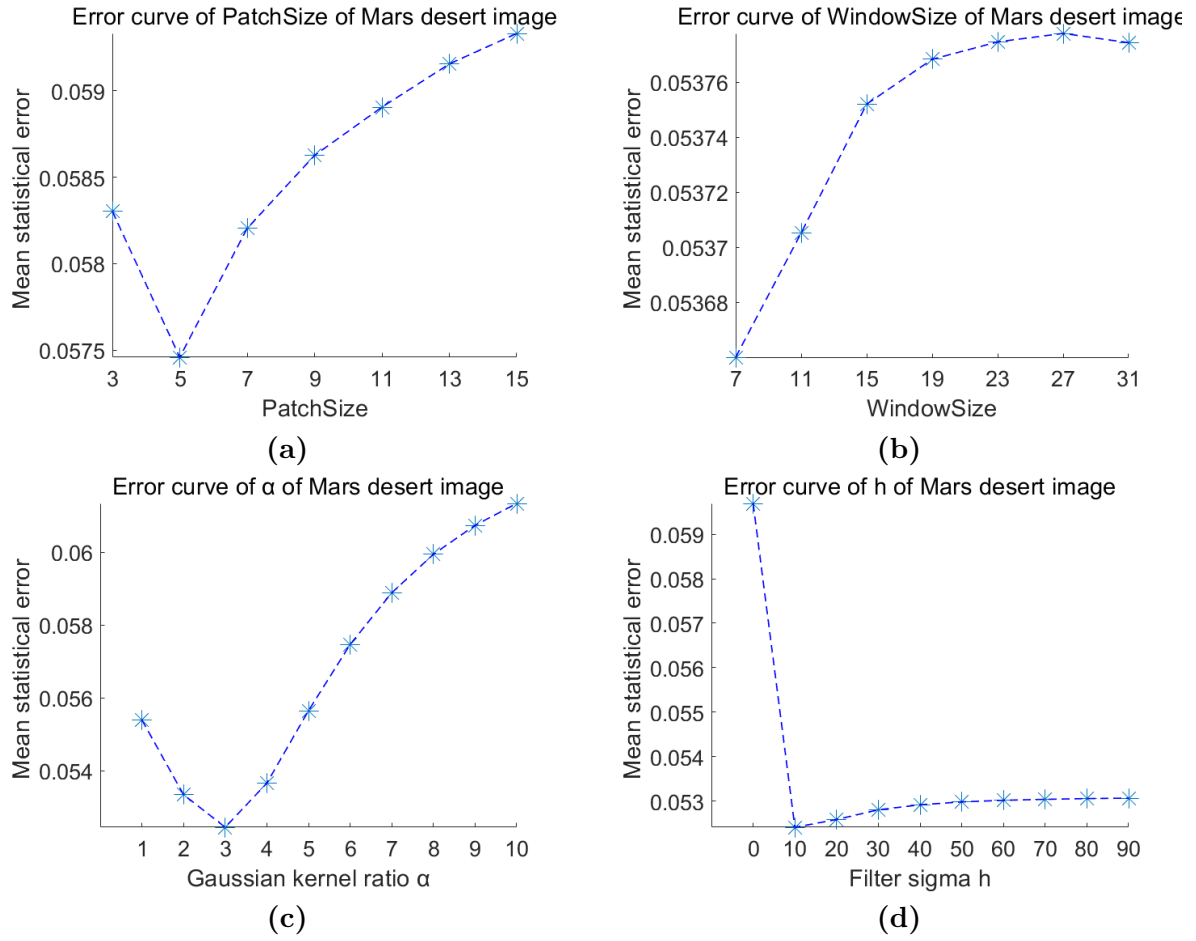 Error curve of PatchSize of Mars desert image
Mean statistical error
0.059
0.0585
0.058
0.0575
3 5 7 9 11 13 15
PatchSize
(a)
Error curve of WindowSize of Mars desert image
Mean statistical error
0.05376
0.05374
0.05372
0.0537
0.05368
7 11 15 19 23 27 31
WindowSize
(b)
Error curve of α of Mars desert image
Mean statistical error
0.06
0.058
0.056
0.054
1 2 3 4 5 6 7 8 9 10
Gaussian kernel ratio α
(c)
Error curve of h of Mars desert image
Mean statistical error
0.059
0.058
0.057
0.056
0.055
0.054
0.053
0 10 20 30 40 50 60 70 80 90
Filter sigma h
(d)